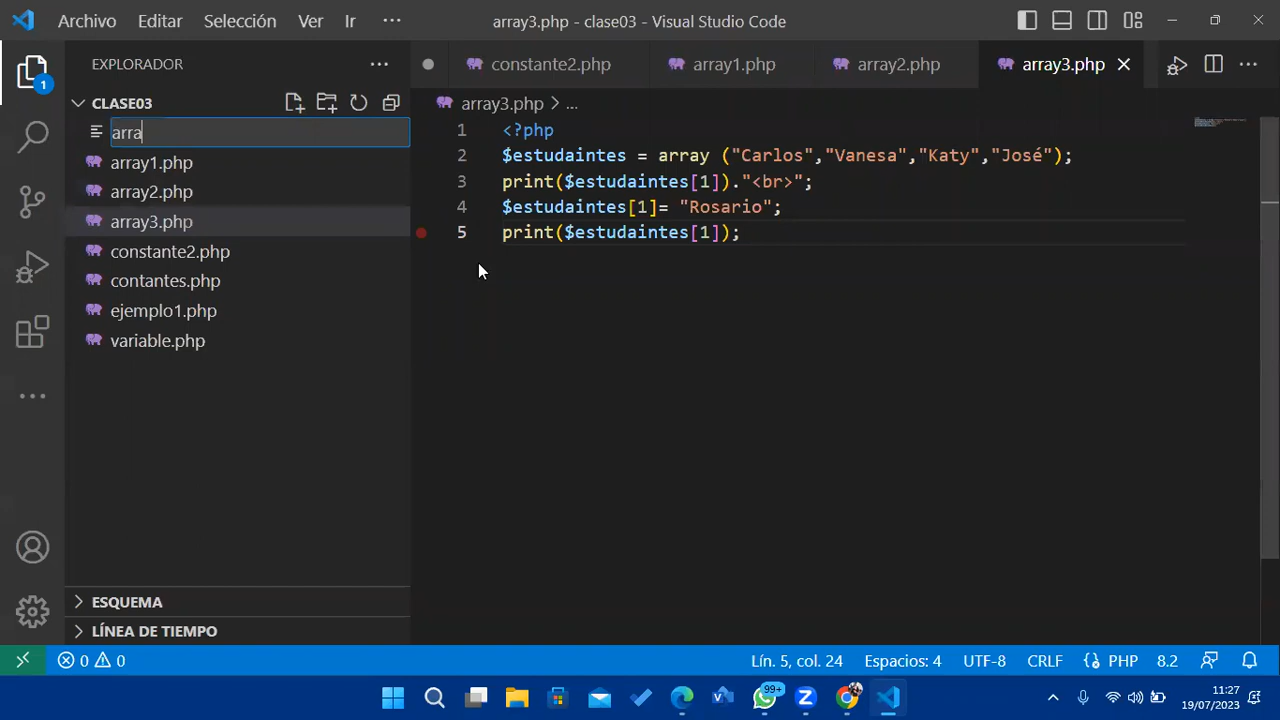 Archivo Editar Selección Ver Ir ··· array3.php - clase03 - Visual Studio Code
EXPLORADOR ···
constante2.php array1.php array2.php array3.php ···
1
CLASE03
array3.php > ...
arra
array1.php
array2.php
array3.php
constante2.php
contantes.php
ejemplo1.php
variable.php
1 <?php
2 $estudaintes = array ("Carlos","Vanesa","Katy","José");
3 print($estudaintes[1])."<br>";
4 $estudaintes[1]= "Rosario";
5 print($estudaintes[1]);
ESQUEMA
LÍNEA DE TIEMPO
0 0 Lín. 5, col. 24 Espacios: 4 UTF-8 CRLF {} PHP 8.2
99+
11:27
19/07/2023